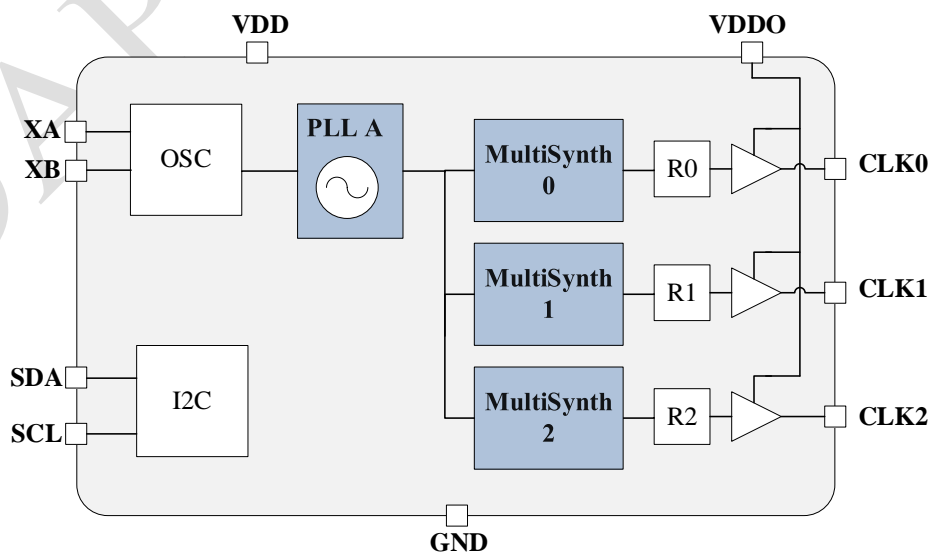 VDD
VDDO
XA
XB
OSC
PLL A
MultiSynth
0
R0
CLK0
MultiSynth
1
R1
CLK1
SDA
SCL
I2C
MultiSynth
2
R2
CLK2
GND